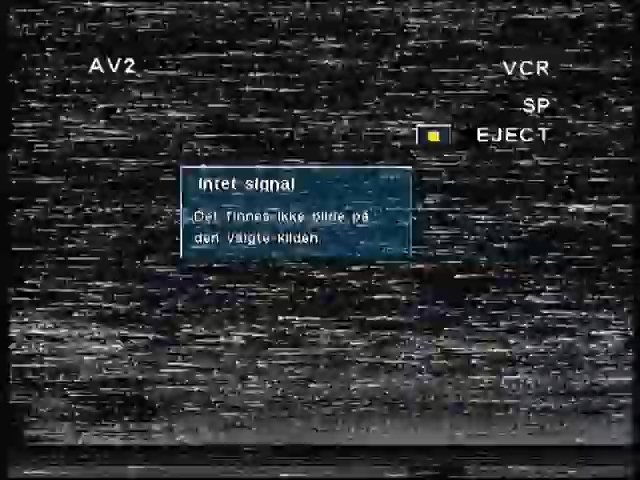 AV2
VCR
SP
EJECT
Intet signal
Det finnes ikke bilde på
den valgte kilden.